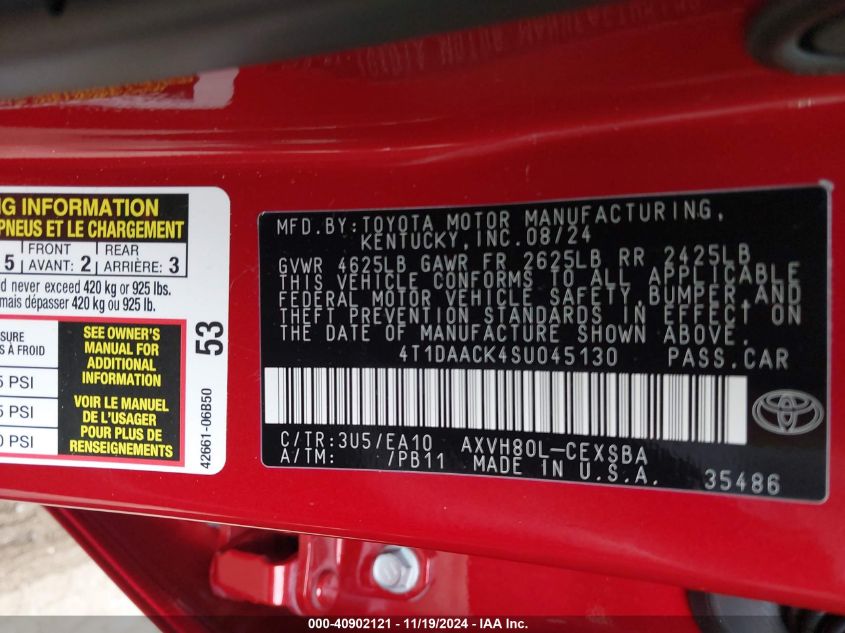 NG INFORMATION
PNEUS ET LE CHARGEMENT
5 FRONT REAR
AVANT: 2 ARRIÈRE: 3
d never exceed 420 kg or 925 lbs.
mais dépasser 420 kg ou 925 lb.
SURE
S À FROID
5 PSI
5 PSI
0 PSI
SEE OWNER'S
MANUAL FOR
ADDITIONAL
INFORMATION
VOIR LE MANUEL
DE L'USAGER
POUR PLUS DE
RENSEIGNEMENTS
53
42661-06B50
MFD.BY:TOYOTA MOTOR MANUFACTURING,
KENTUCKY,INC.08/24
GVWR 4625LB GAWR FR 2625LB RR 2425LB
THIS VEHICLE CONFORMS TO ALL APPLICABLE
FEDERAL MOTOR VEHICLE SAFETY,BUMPER,AND
THEFT PREVENTION STANDARDS IN EFFECT ON
THE DATE OF MANUFACTURE SHOWN ABOVE.
4T1DAACK4SU045130 PASS.CAR
C/TR:3U5/EA10 AXVH80L-CEXSBA
A/TM: 7PB11 MADE IN U.S.A.
35486
000-40902121 - 11/19/2024 - IAA Inc.